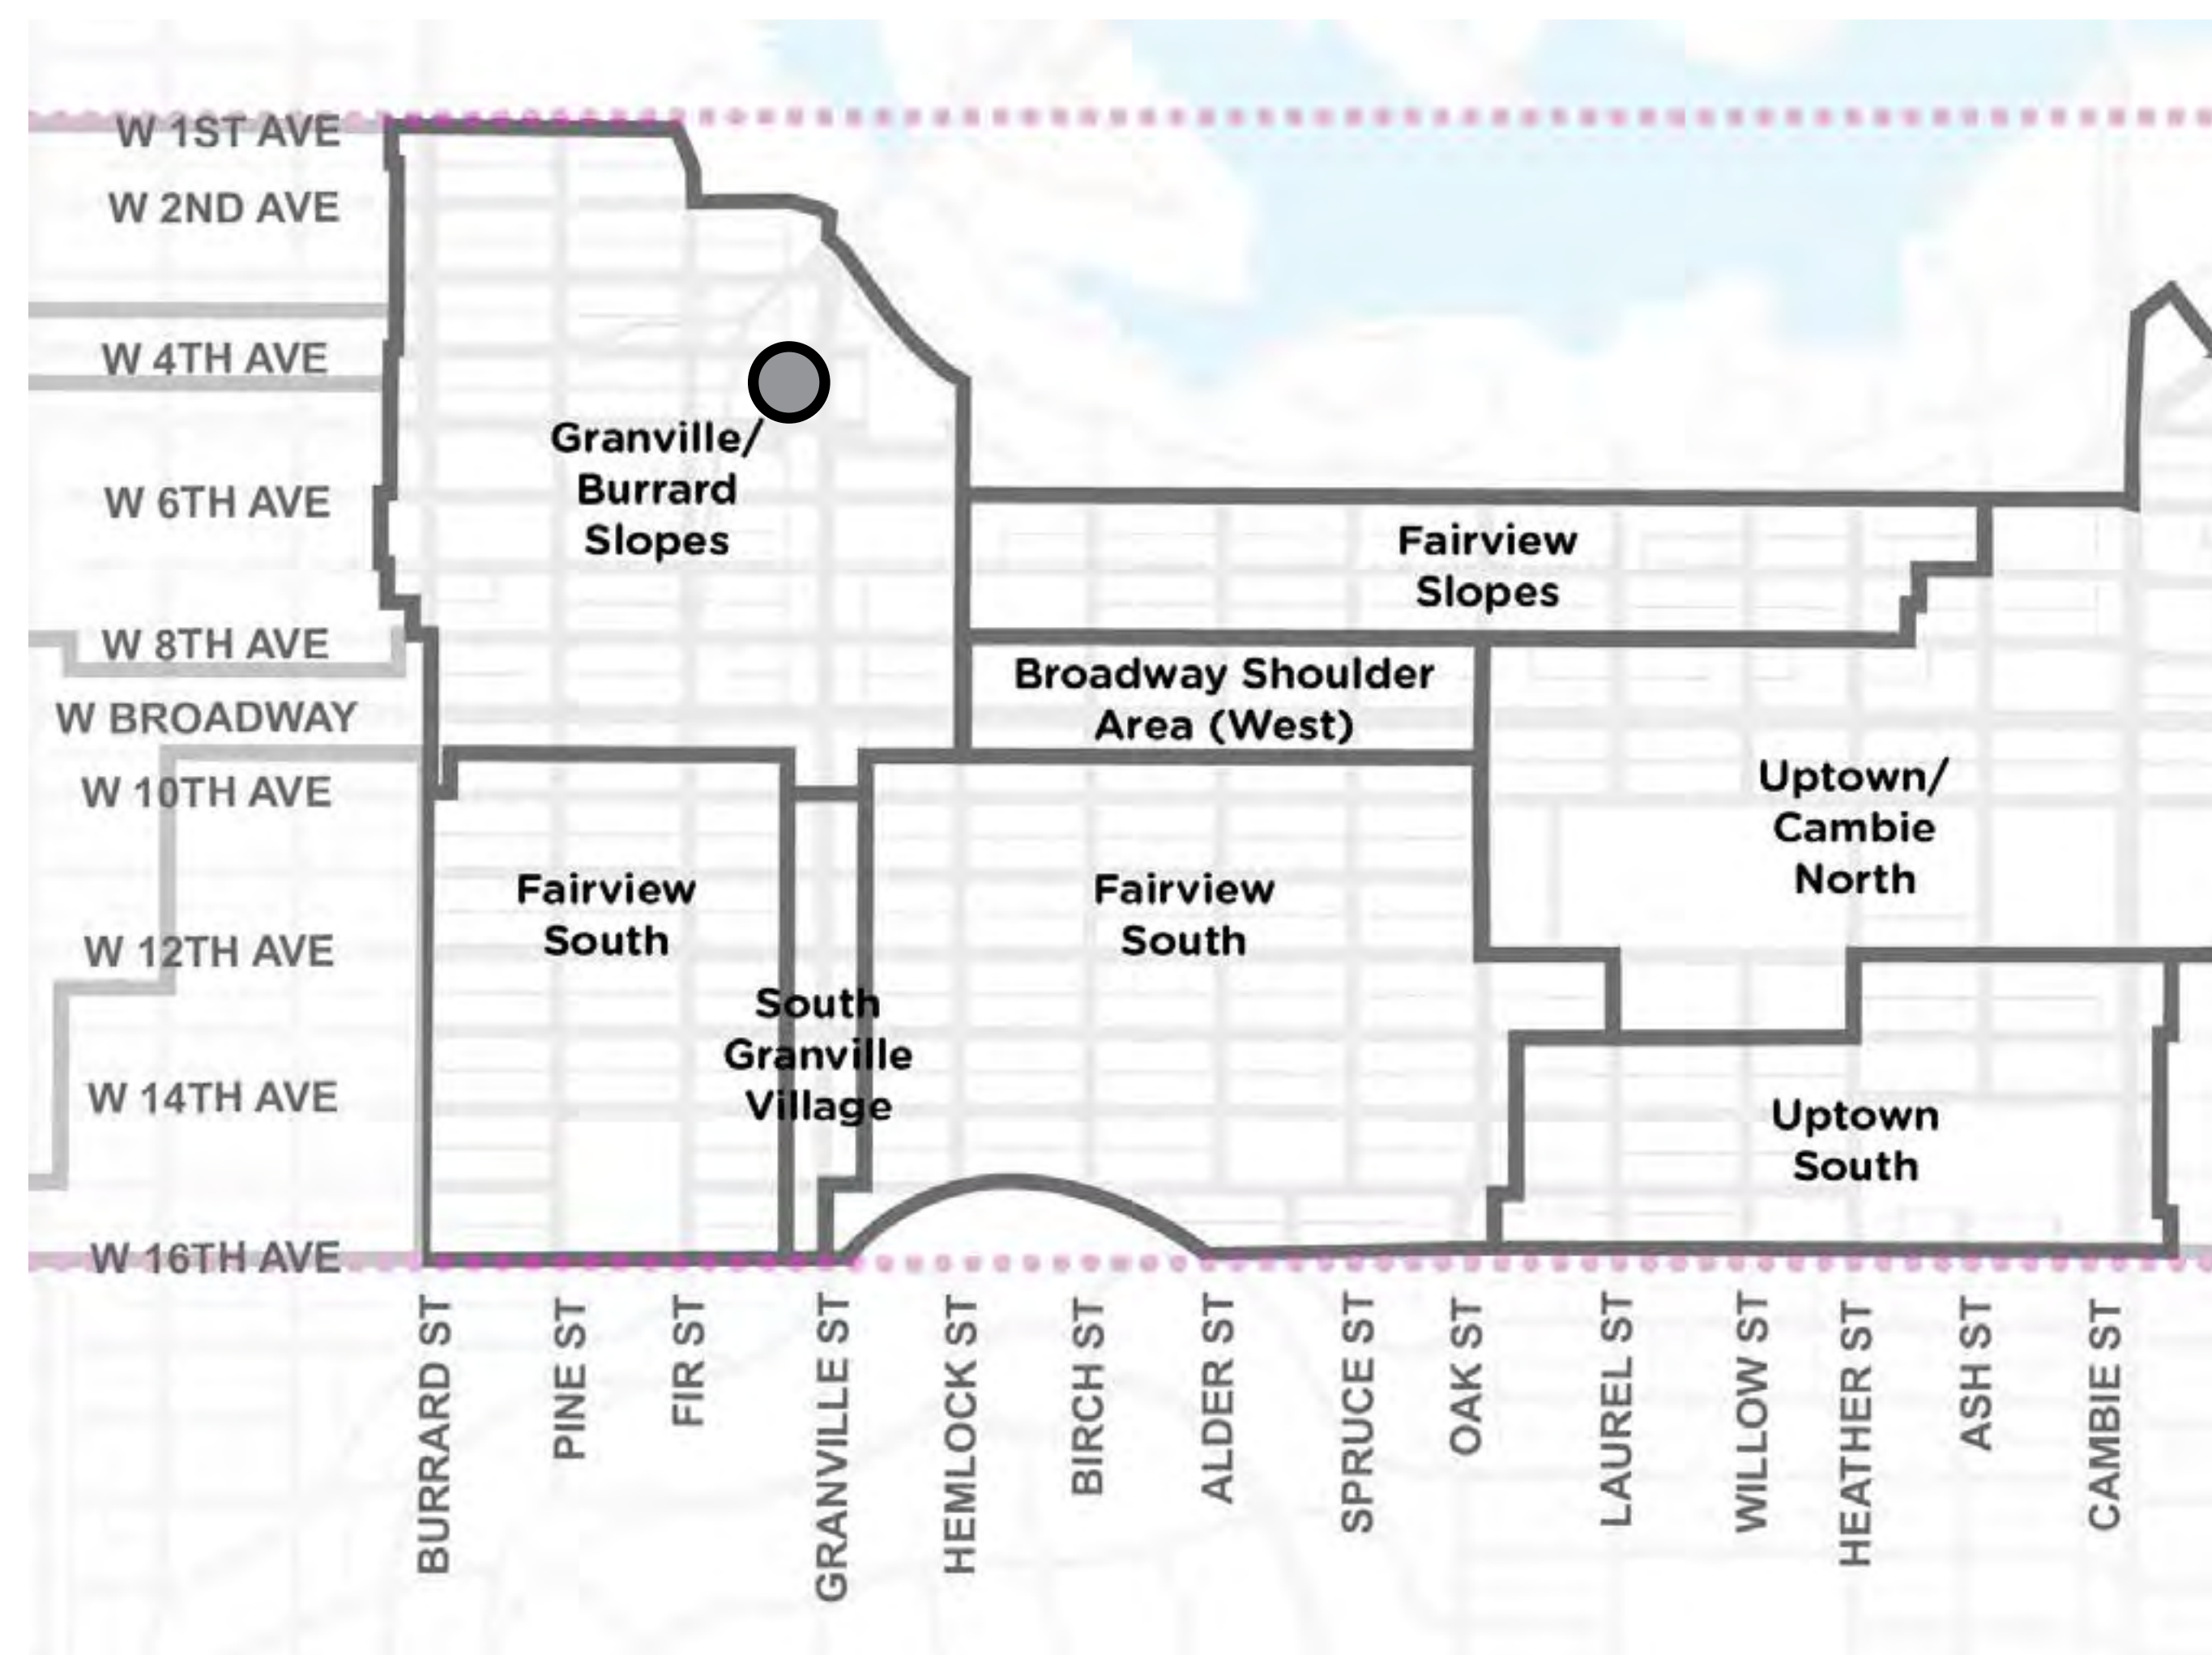 W 1ST AVE
W 2ND AVE
W 4TH AVE
W 6TH AVE
W 8TH AVE
W BROADWAY
W 10TH AVE
W 12TH AVE
W 14TH AVE
W 16TH AVE
Granville/
Burrard
Slopes
Fairview
Slopes
Broadway Shoulder
Area (West)
Uptown/
Cambie
North
Fairview
South
South
Granville
Village
Fairview
South
Uptown
South
BURRARD ST
PINE ST
FIR ST
GRANVILLE ST
HEMLOCK ST
BIRCH ST
ALDER ST
SPRUCE ST
OAK ST
LAUREL ST
WILLOW ST
HEATHER ST
ASH ST
CAMBIE ST